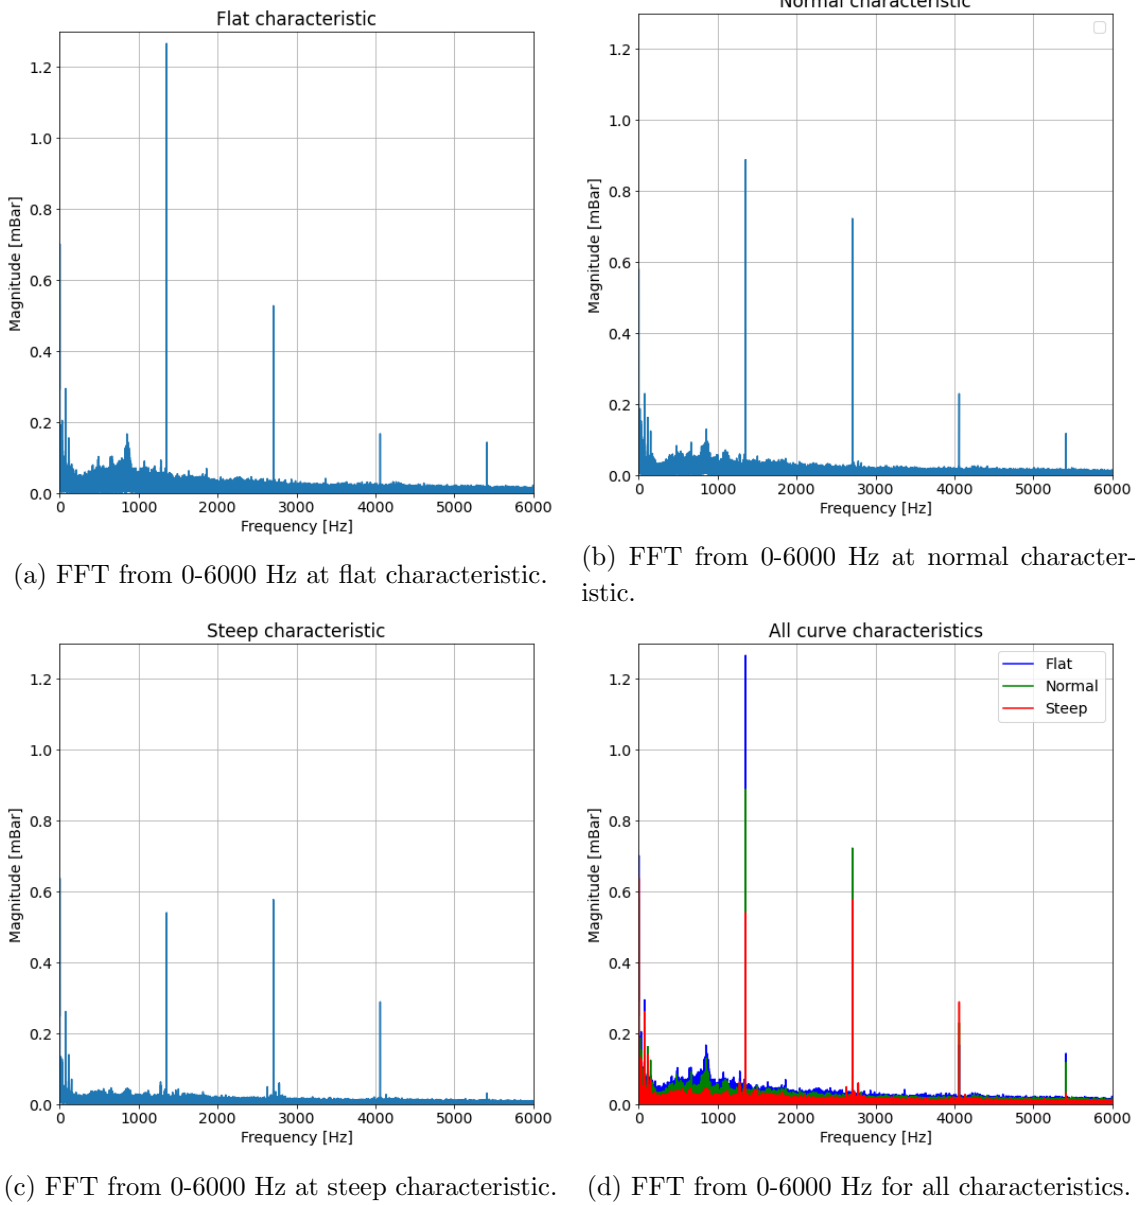 Flat characteristic
Magnitude [mBar]
1.2
1.0
0.8
0.6
0.4
0.2
0.0
0 1000 2000 3000 4000 5000 6000
Frequency [Hz]
(a) FFT from 0-6000 Hz at flat characteristic.
Normal characteristic
Magnitude [mBar]
1.2
1.0
0.8
0.6
0.4
0.2
0.0
0 1000 2000 3000 4000 5000 6000
Frequency [Hz]
(b) FFT from 0-6000 Hz at normal character-
istic.
Steep characteristic
Magnitude [mBar]
1.2
1.0
0.8
0.6
0.4
0.2
0.0
0 1000 2000 3000 4000 5000 6000
Frequency [Hz]
(c) FFT from 0-6000 Hz at steep characteristic.
All curve characteristics
Flat
Normal
Steep
Magnitude [mBar]
1.2
1.0
0.8
0.6
0.4
0.2
0.0
0 1000 2000 3000 4000 5000 6000
Frequency [Hz]
(d) FFT from 0-6000 Hz for all characteristics.